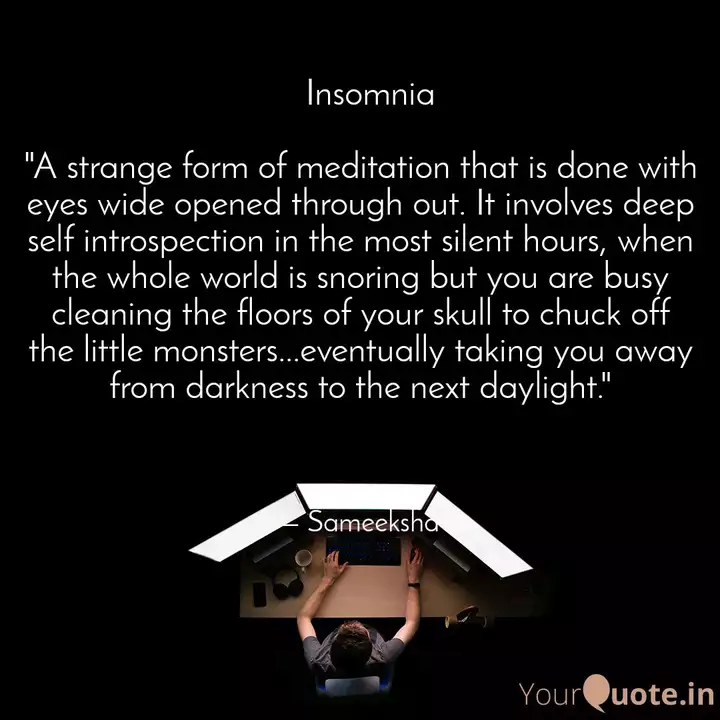 Insomnia
"A strange form of meditation that is done with
eyes wide opened through out. It involves deep
self introspection in the most silent hours, when
the whole world is snoring but you are busy
cleaning the floors of your skull to chuck off
the little monsters...eventually taking you away
from darkness to the next daylight."
– Sameeksha
YourQuote.in